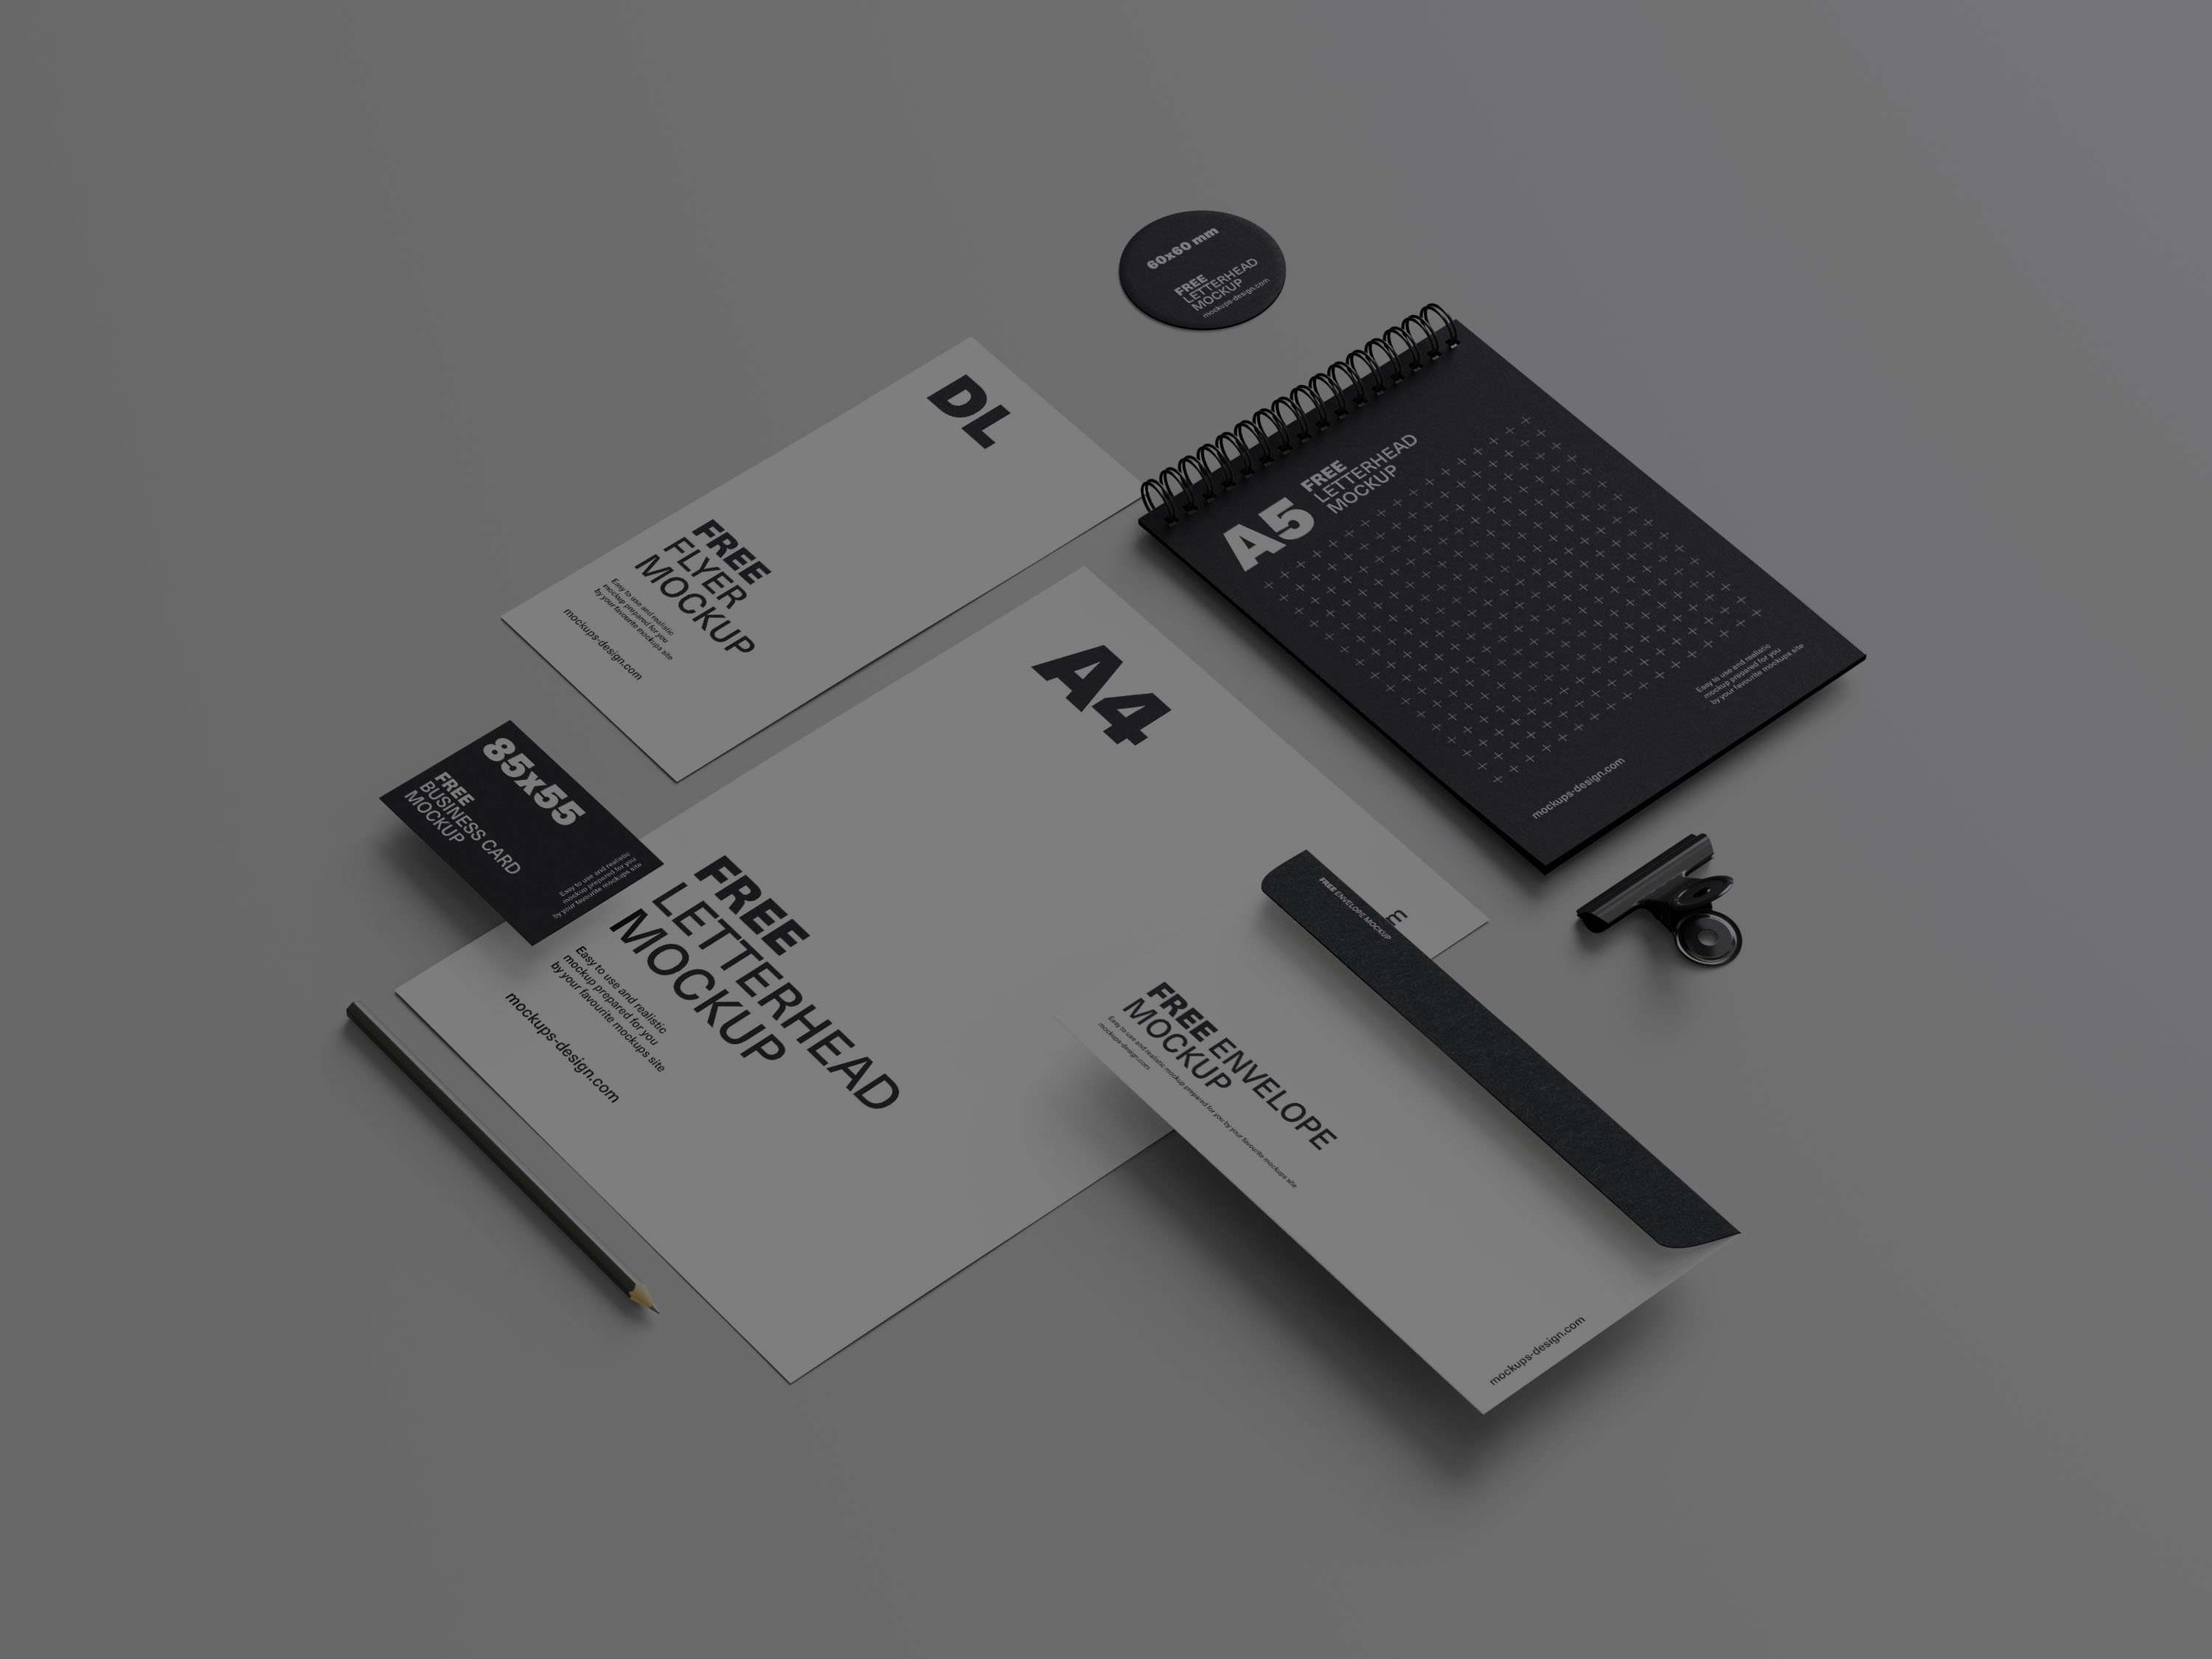 60x60 mm
FREE
LETTERHEAD
MOCKUP
mockups-design.com
DL
FREE
FLYER
MOCKUP
Easy to use and realistic
mockup prepared for you
by your favourite mockups site
mockups-design.com
A5
FREE
LETTERHEAD
MOCKUP
Easy to use and realistic
mockup prepared for you
by your favourite mockups site
mockups-design.com
A4
FREE
LETTERHEAD
MOCKUP
Easy to use and realistic
mockup prepared for you
by your favourite mockups site
mockups-design.com
85x55
FREE
BUSINESS CARD
MOCKUP
Easy to use and realistic
mockup prepared for you
by your favourite mockups site
FREE ENVELOPE MOCKUP
m
FREE ENVELOPE
MOCKUP
Easy to use and realistic mockup prepared for you by your favourite mockups site
mockups-design.com
mockups-design.com